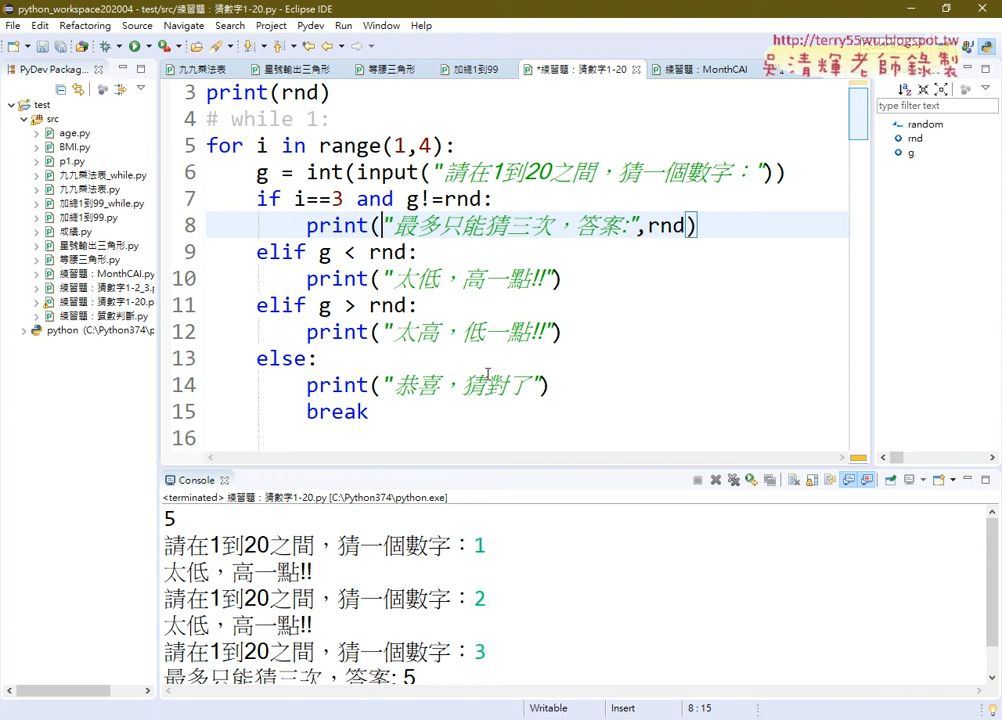 python_workspace202004 - test/src/練習題：猜數字1-20.py - Eclipse IDE
File Edit Refactoring Source Navigate Search Project Pydev Run Window Help
http://terry55wu.blogspot.tw
吳清輝老師錄製
PyDev Packag...
九九乘法表
星號輸出三角形
等腰三角形
加總1到99
*練習題：猜數字1-20
練習題：MonthCAI
type filter text
test
src
age.py
BMI.py
p1.py
九九乘法表_while.py
九九乘法表.py
加總1到99_while.py
加總1到99.py
成績.py
星號輸出三角形.py
等腰三角形.py
練習題：MonthCAI.py
練習題：猜數字1-2_3.p
練習題：猜數字1-20.p
練習題：質數判斷.py
python (C:\Python374\p
3 print(rnd)
4 # while 1:
5 for i in range(1,4):
6 g = int(input("請在1到20之間，猜一個數字："))
7 if i==3 and g!=rnd:
8 print("最多只能猜三次，答案:",rnd)
9 elif g < rnd:
10 print("太低，高一點!!")
11 elif g > rnd:
12 print("太高，低一點!!")
13 else:
14 print("恭喜，猜對了")
15 break
16
random
rnd
g
Console
<terminated> 練習題：猜數字1-20.py [C:\Python374\python.exe]
5
請在1到20之間，猜一個數字：1
太低，高一點!!
請在1到20之間，猜一個數字：2
太低，高一點!!
請在1到20之間，猜一個數字：3
最多只能猜三次，答案: 5
Writable Insert 8 : 15